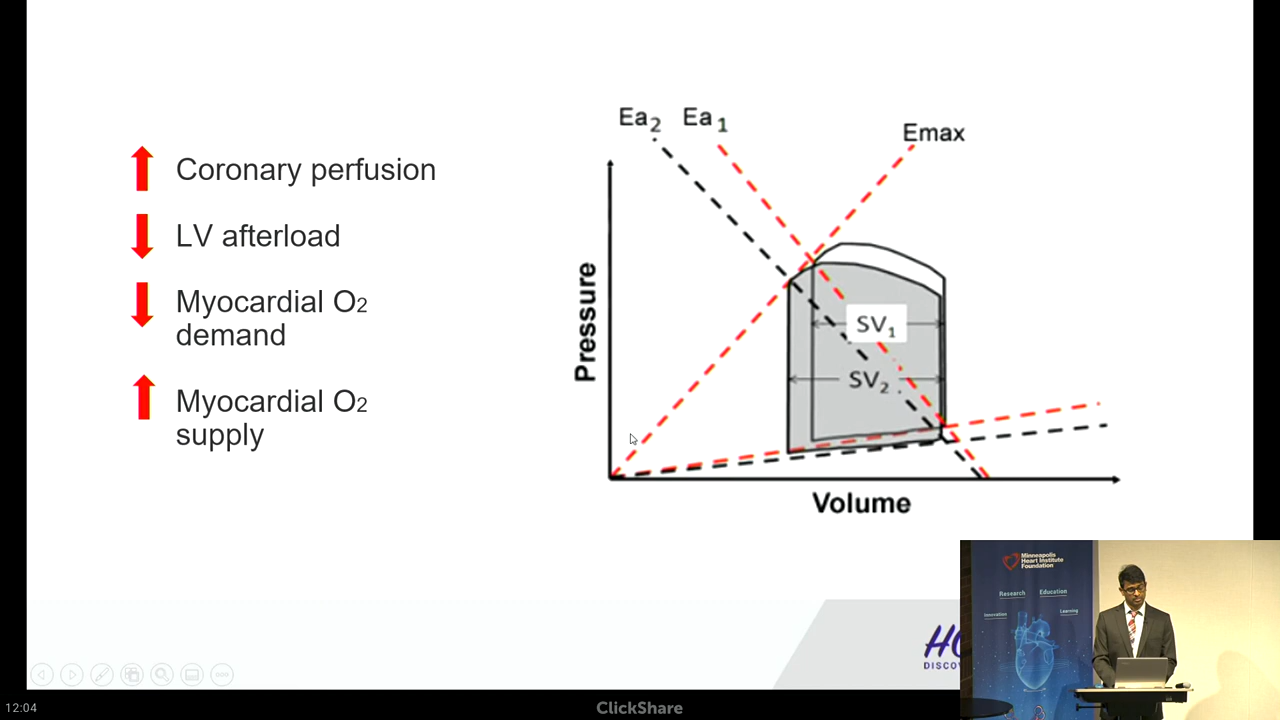 Coronary perfusion
LV afterload
Myocardial O2
demand
Myocardial O2
supply
Ea2 Ea1
Emax
Pressure
SV1
SV2
Volume
Minneapolis
Heart Institute
Foundation
Research Education
Innovation Learning
12:04
ClickShare